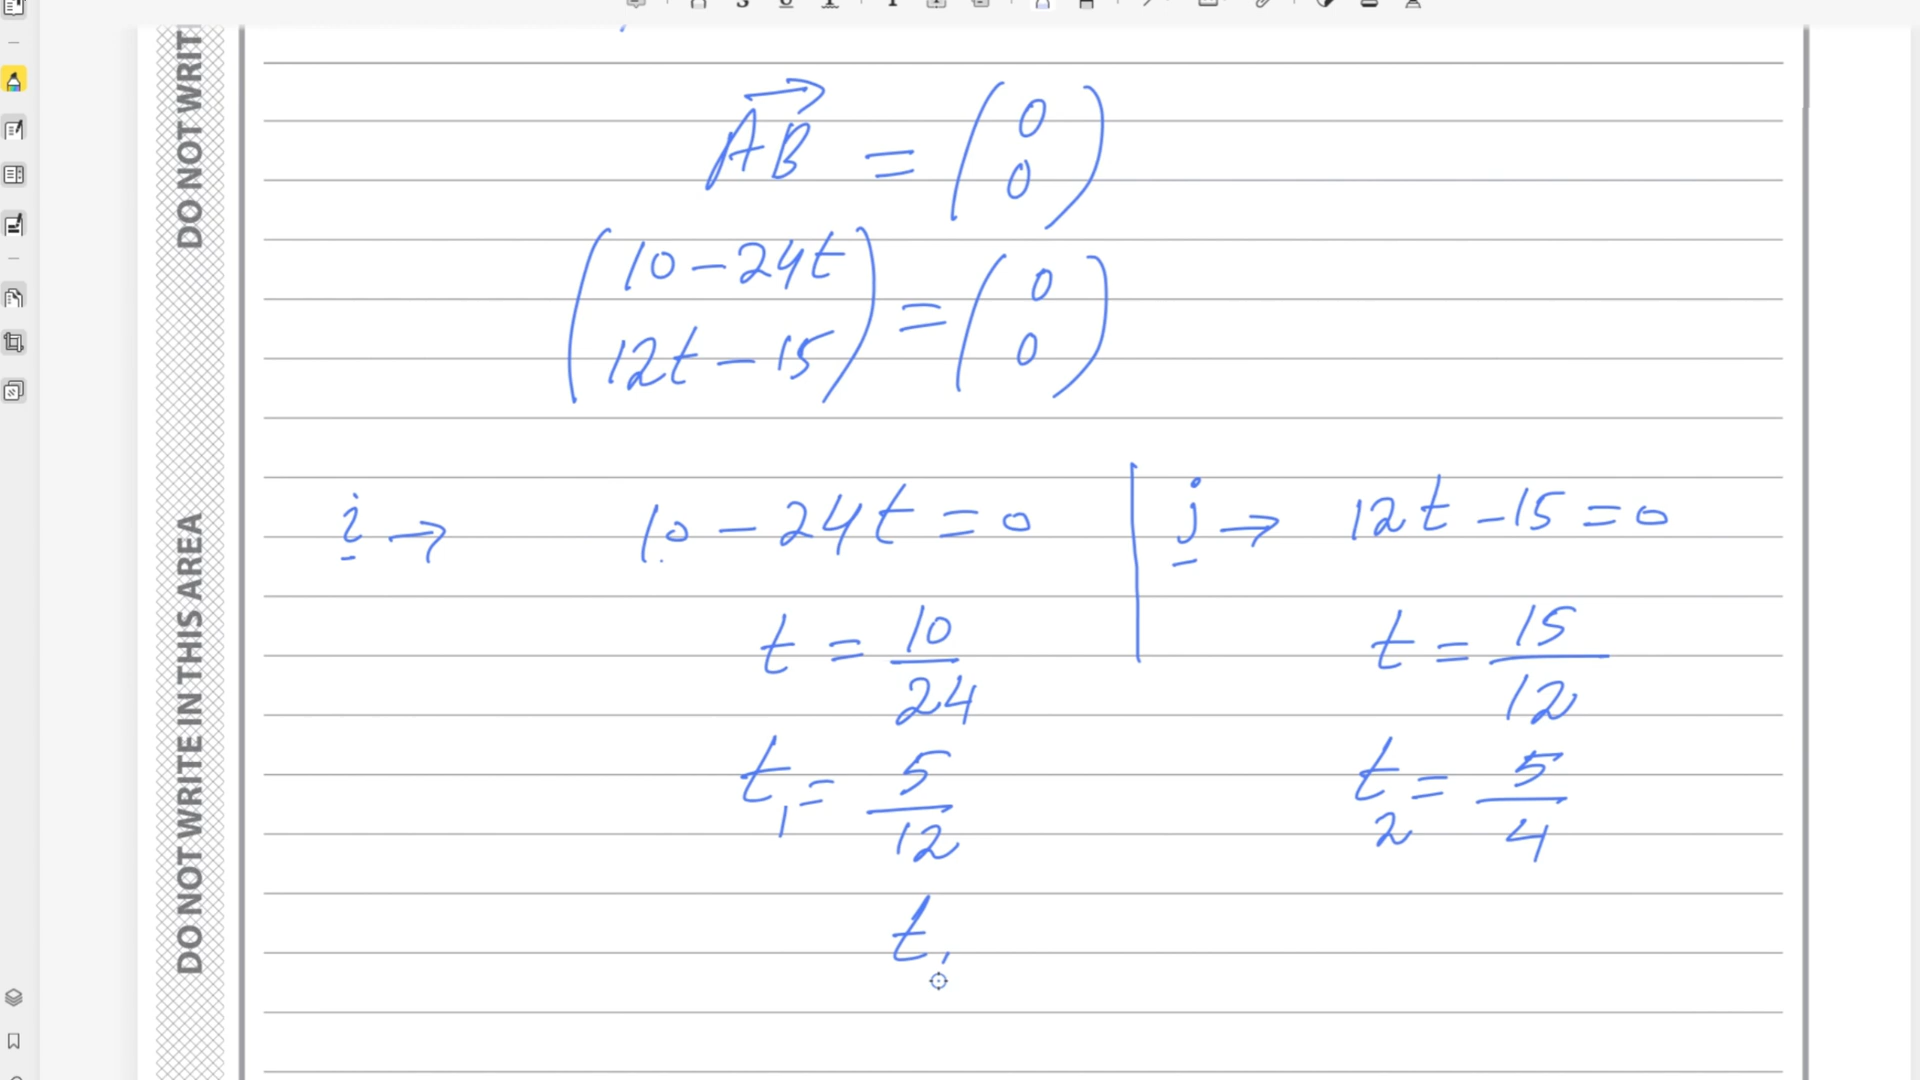 DO NOT WRIT
DO NOT WRITE IN THIS AREA
AB = (0 0)
(10 - 24t 12t - 15) = (0 0)
i → 10 - 24t = 0
t = 10/24
t₁ = 5/12
t₁
j → 12t - 15 = 0
t = 15/12
t₂ = 5/4